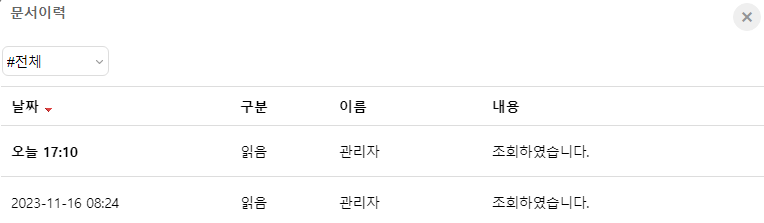 문서이력
#전체
날짜 구분 이름 내용
오늘 17:10 읽음 관리자 조회하였습니다.
2023-11-16 08:24 읽음 관리자 조회하였습니다.